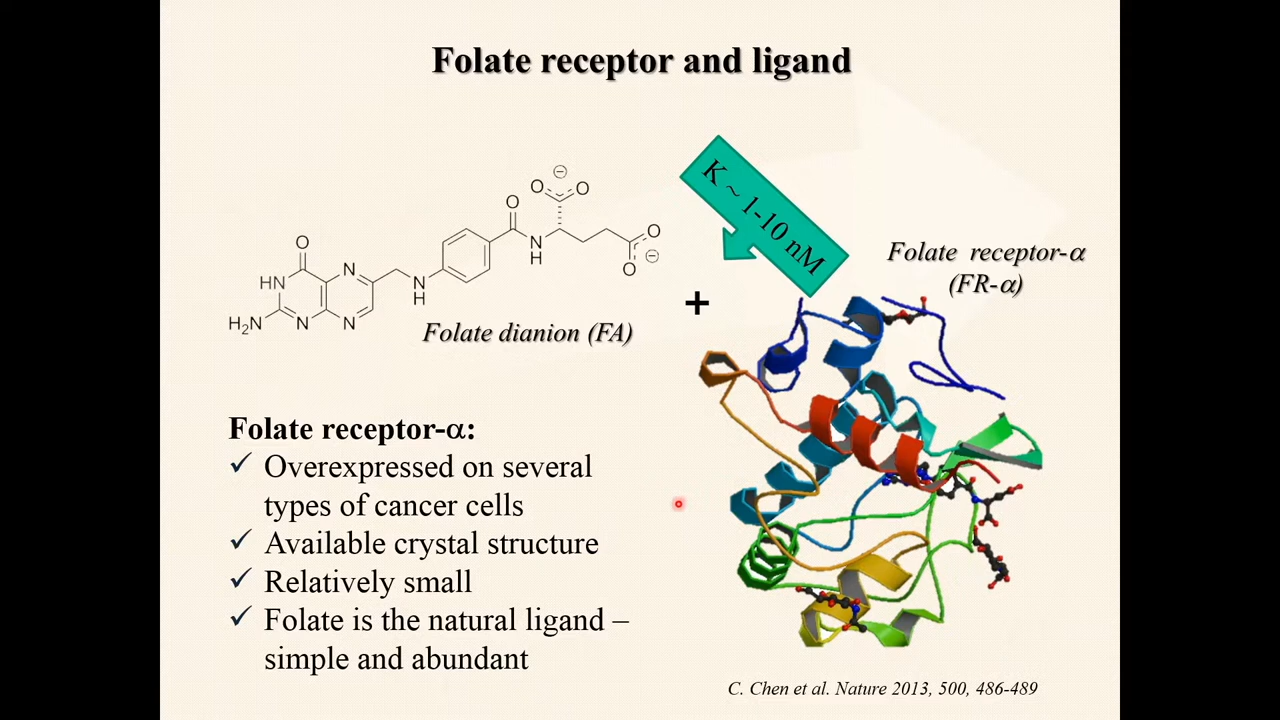 Folate receptor and ligand
K ~ 1-10 nM
O
O
O
⊖
O
N
H
O
O
⊖
O
HN
H₂N
N
N
N
N
H
Folate dianion (FA)
+
Folate receptor-α
(FR-α)
Folate receptor-α:
✓ Overexpressed on several
types of cancer cells
✓ Available crystal structure
✓ Relatively small
✓ Folate is the natural ligand –
simple and abundant
C. Chen et al. Nature 2013, 500, 486-489